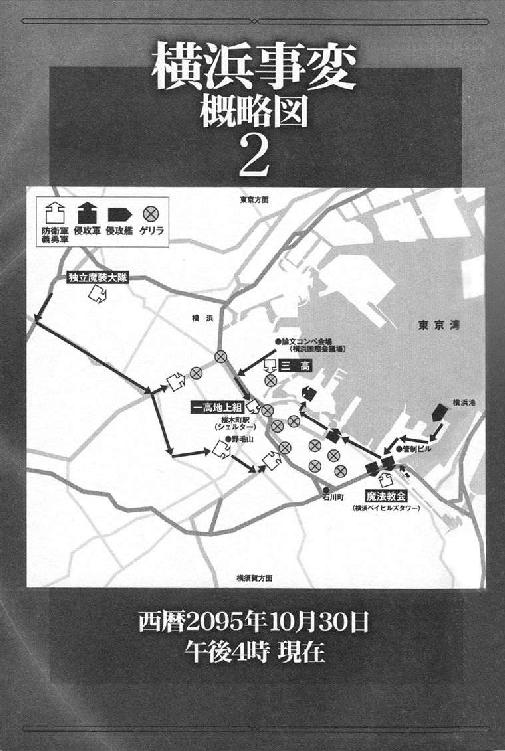 横浜事変
概略図
2
東京方面
防衛軍
義勇軍
侵攻軍
侵攻艦
ゲリラ
独立魔装大隊
横浜
東京湾
論文コンペ会場
(横浜国際会議場)
三高
一高地上組
桜木町駅
(シェルター)
野毛山
横浜港
管制ビル
石川町
魔法教会
(横浜ベイヒルズタワー)
横須賀方面
西暦2095年10月30日
午後4時 現在